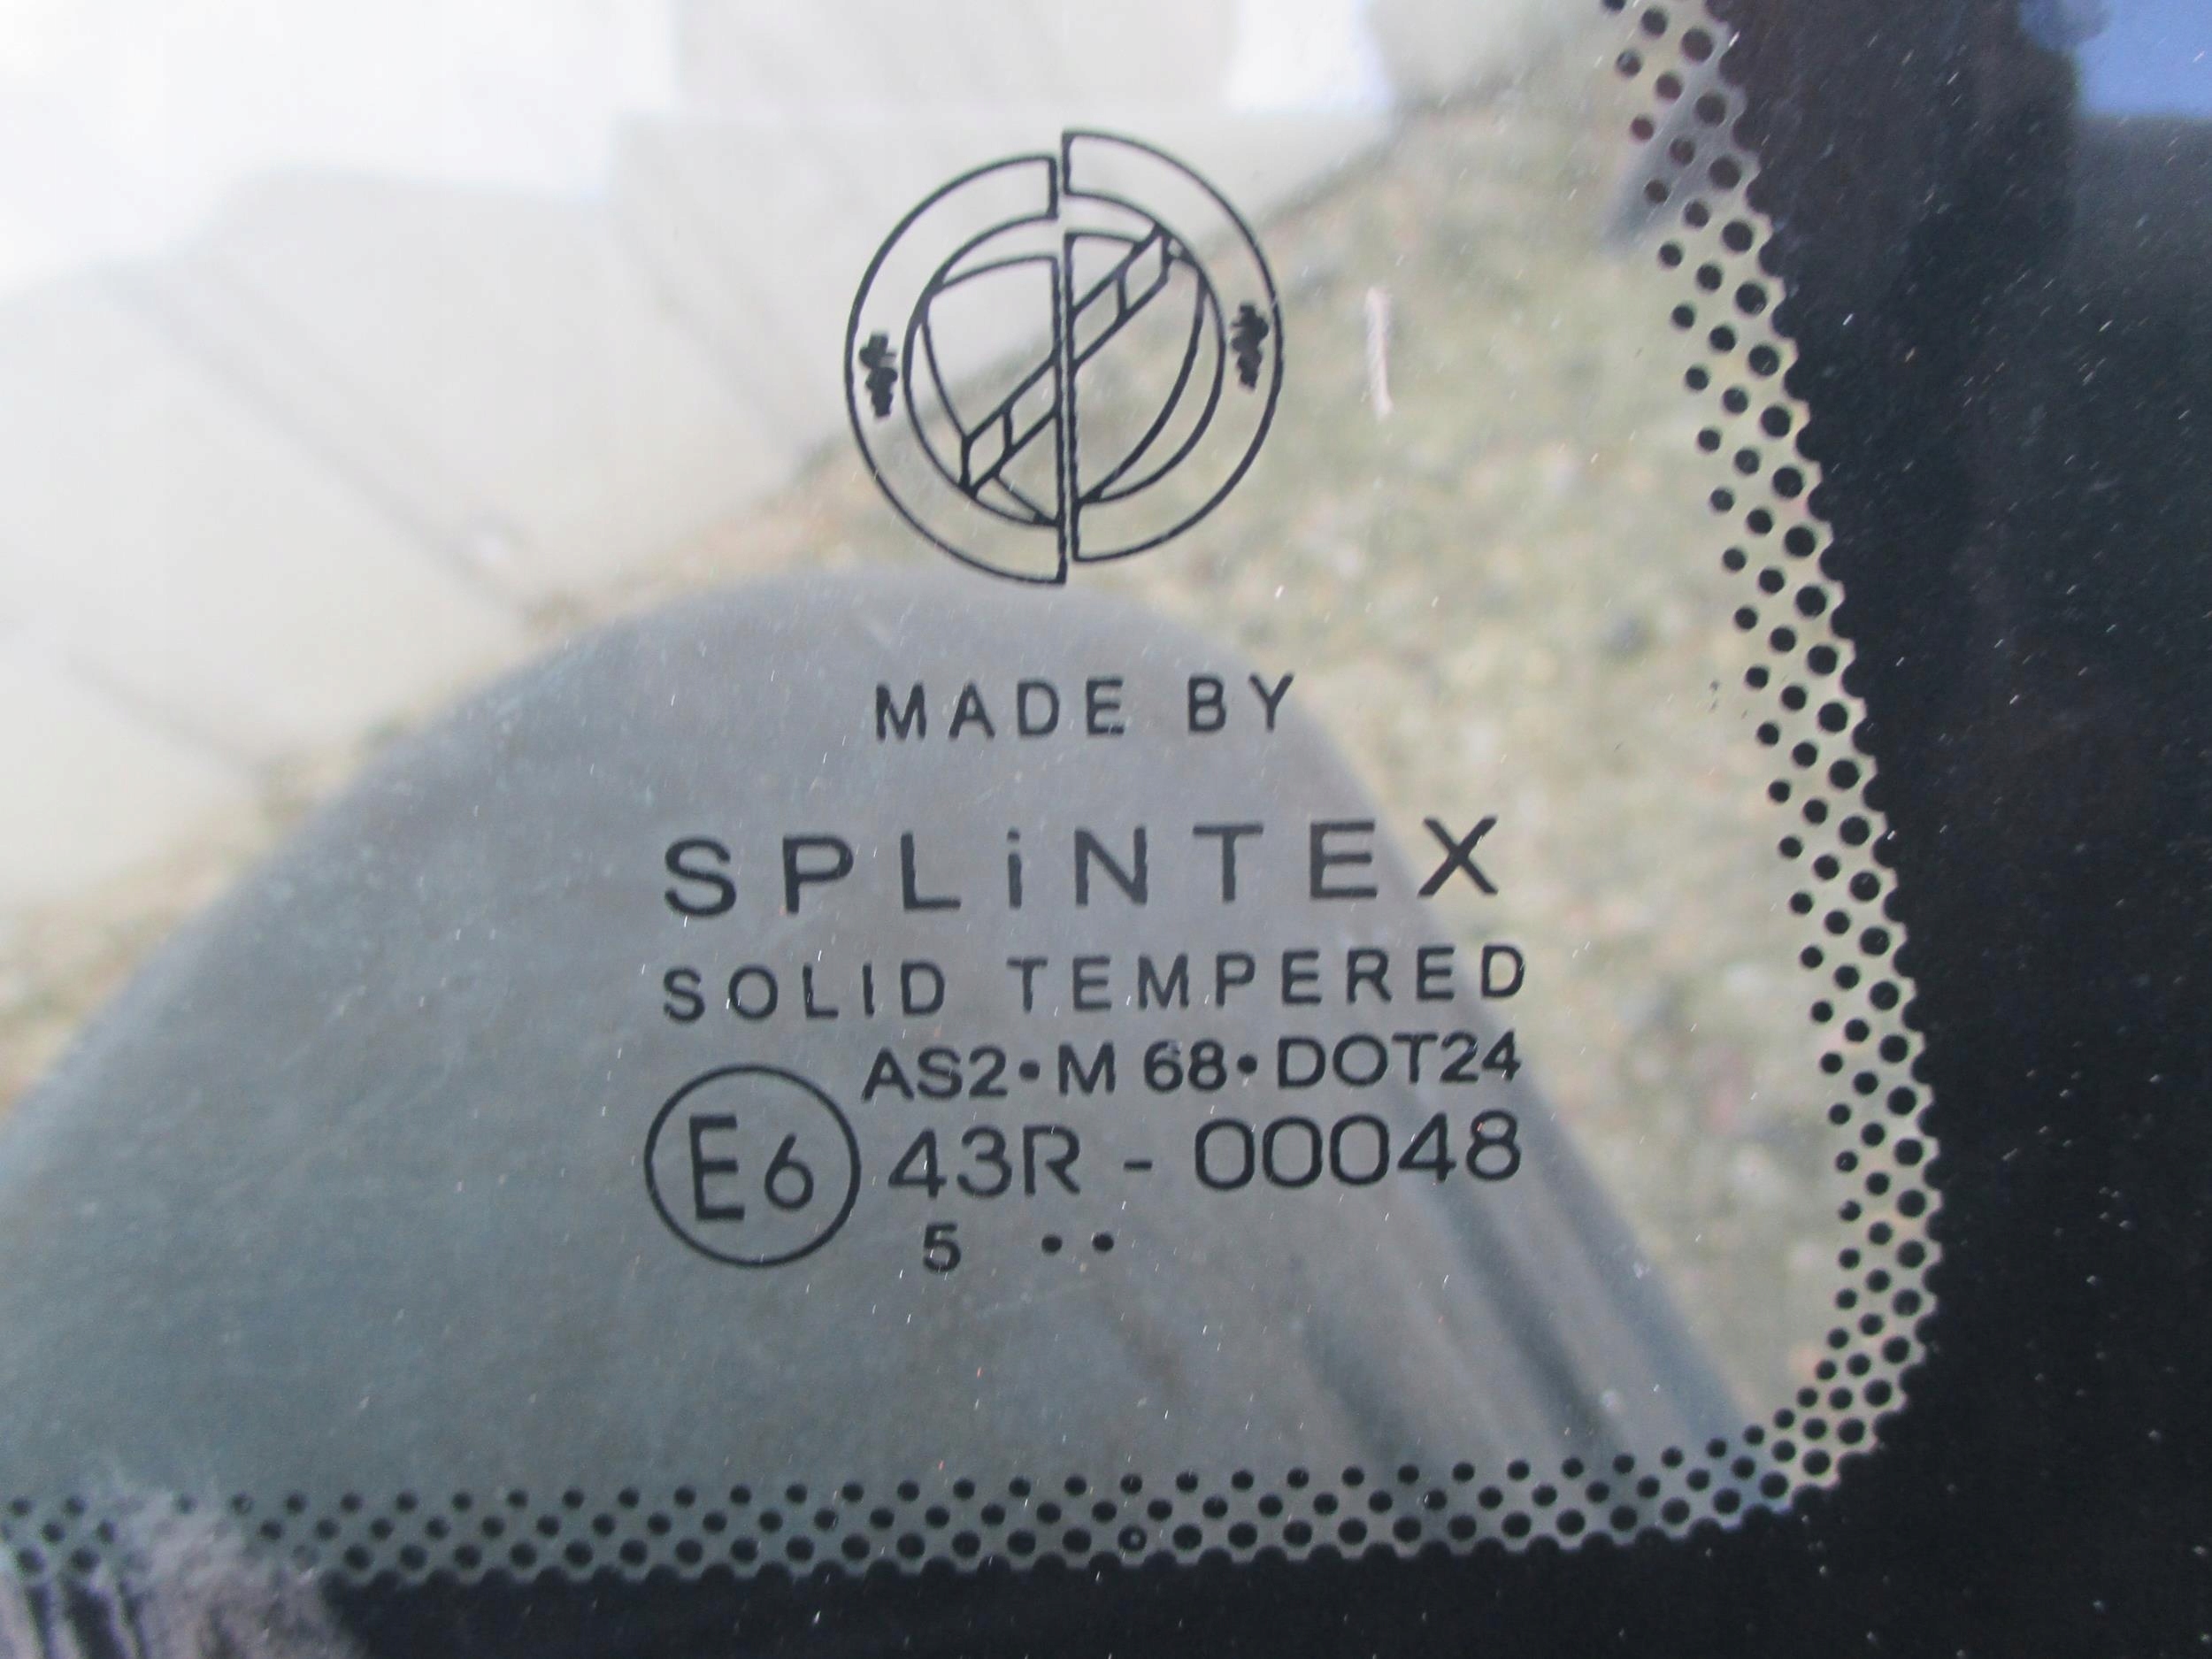 MADE BY
SPLiNTEX
SOLID TEMPERED
AS2•M 68•DOT24
E6 43R - 00048
5 ••